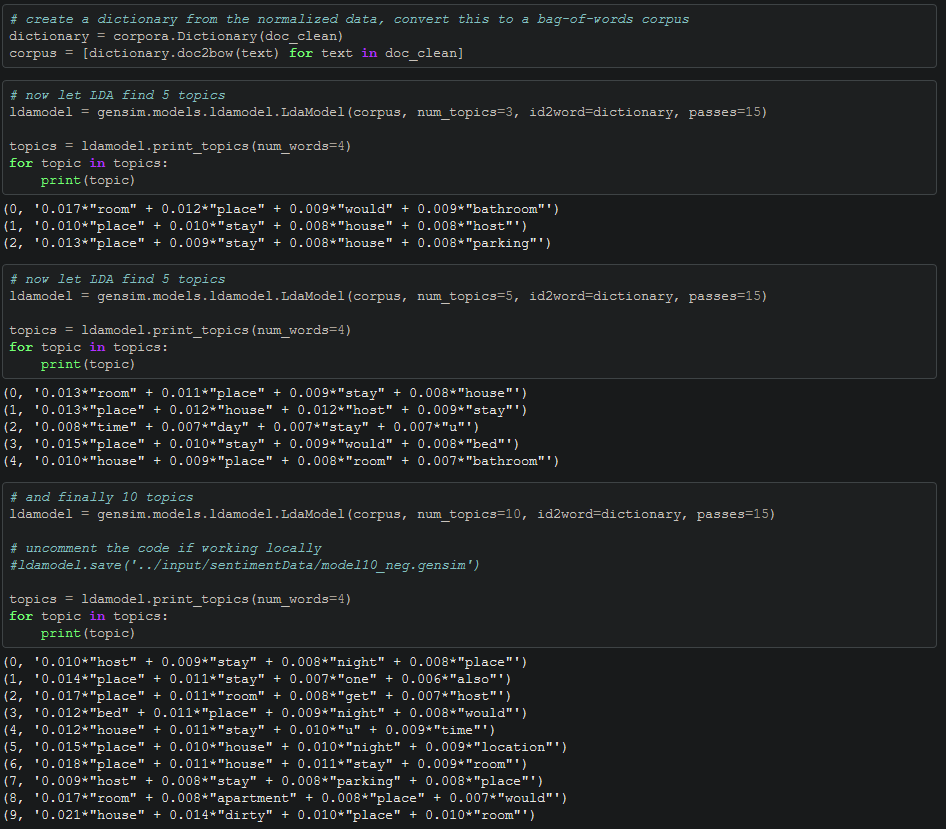 # create a dictionary from the normalized data, convert this to a bag-of-words corpus
dictionary = corpora.Dictionary(doc_clean)
corpus = [dictionary.doc2bow(text) for text in doc_clean]
# now let LDA find 5 topics
ldamodel = gensim.models.ldamodel.LdaModel(corpus, num_topics=3, id2word=dictionary, passes=15)
topics = ldamodel.print_topics(num_words=4)
for topic in topics:
    print(topic)
(0, '0.017*"room" + 0.012*"place" + 0.009*"would" + 0.009*"bathroom"')
(1, '0.010*"place" + 0.010*"stay" + 0.008*"house" + 0.008*"host"')
(2, '0.013*"place" + 0.009*"stay" + 0.008*"house" + 0.008*"parking"')
# now let LDA find 5 topics
ldamodel = gensim.models.ldamodel.LdaModel(corpus, num_topics=5, id2word=dictionary, passes=15)
topics = ldamodel.print_topics(num_words=4)
for topic in topics:
    print(topic)
(0, '0.013*"room" + 0.011*"place" + 0.009*"stay" + 0.008*"house"')
(1, '0.013*"place" + 0.012*"house" + 0.012*"host" + 0.009*"stay"')
(2, '0.008*"time" + 0.007*"day" + 0.007*"stay" + 0.007*"u"')
(3, '0.015*"place" + 0.010*"stay" + 0.009*"would" + 0.008*"bed"')
(4, '0.010*"house" + 0.009*"place" + 0.008*"room" + 0.007*"bathroom"')
# and finally 10 topics
ldamodel = gensim.models.ldamodel.LdaModel(corpus, num_topics=10, id2word=dictionary, passes=15)
# uncomment the code if working locally
#ldamodel.save('../input/sentimentData/model10_neg.gensim')
topics = ldamodel.print_topics(num_words=4)
for topic in topics:
    print(topic)
(0, '0.010*"host" + 0.009*"stay" + 0.008*"night" + 0.008*"place"')
(1, '0.014*"place" + 0.011*"stay" + 0.007*"one" + 0.006*"also"')
(2, '0.017*"place" + 0.011*"room" + 0.008*"get" + 0.007*"host"')
(3, '0.012*"bed" + 0.011*"place" + 0.009*"night" + 0.008*"would"')
(4, '0.012*"house" + 0.011*"stay" + 0.010*"u" + 0.009*"time"')
(5, '0.015*"place" + 0.010*"house" + 0.010*"night" + 0.009*"location"')
(6, '0.018*"place" + 0.011*"house" + 0.011*"stay" + 0.009*"room"')
(7, '0.009*"host" + 0.008*"stay" + 0.008*"parking" + 0.008*"place"')
(8, '0.017*"room" + 0.008*"apartment" + 0.008*"place" + 0.007*"would"')
(9, '0.021*"house" + 0.014*"dirty" + 0.010*"place" + 0.010*"room"')